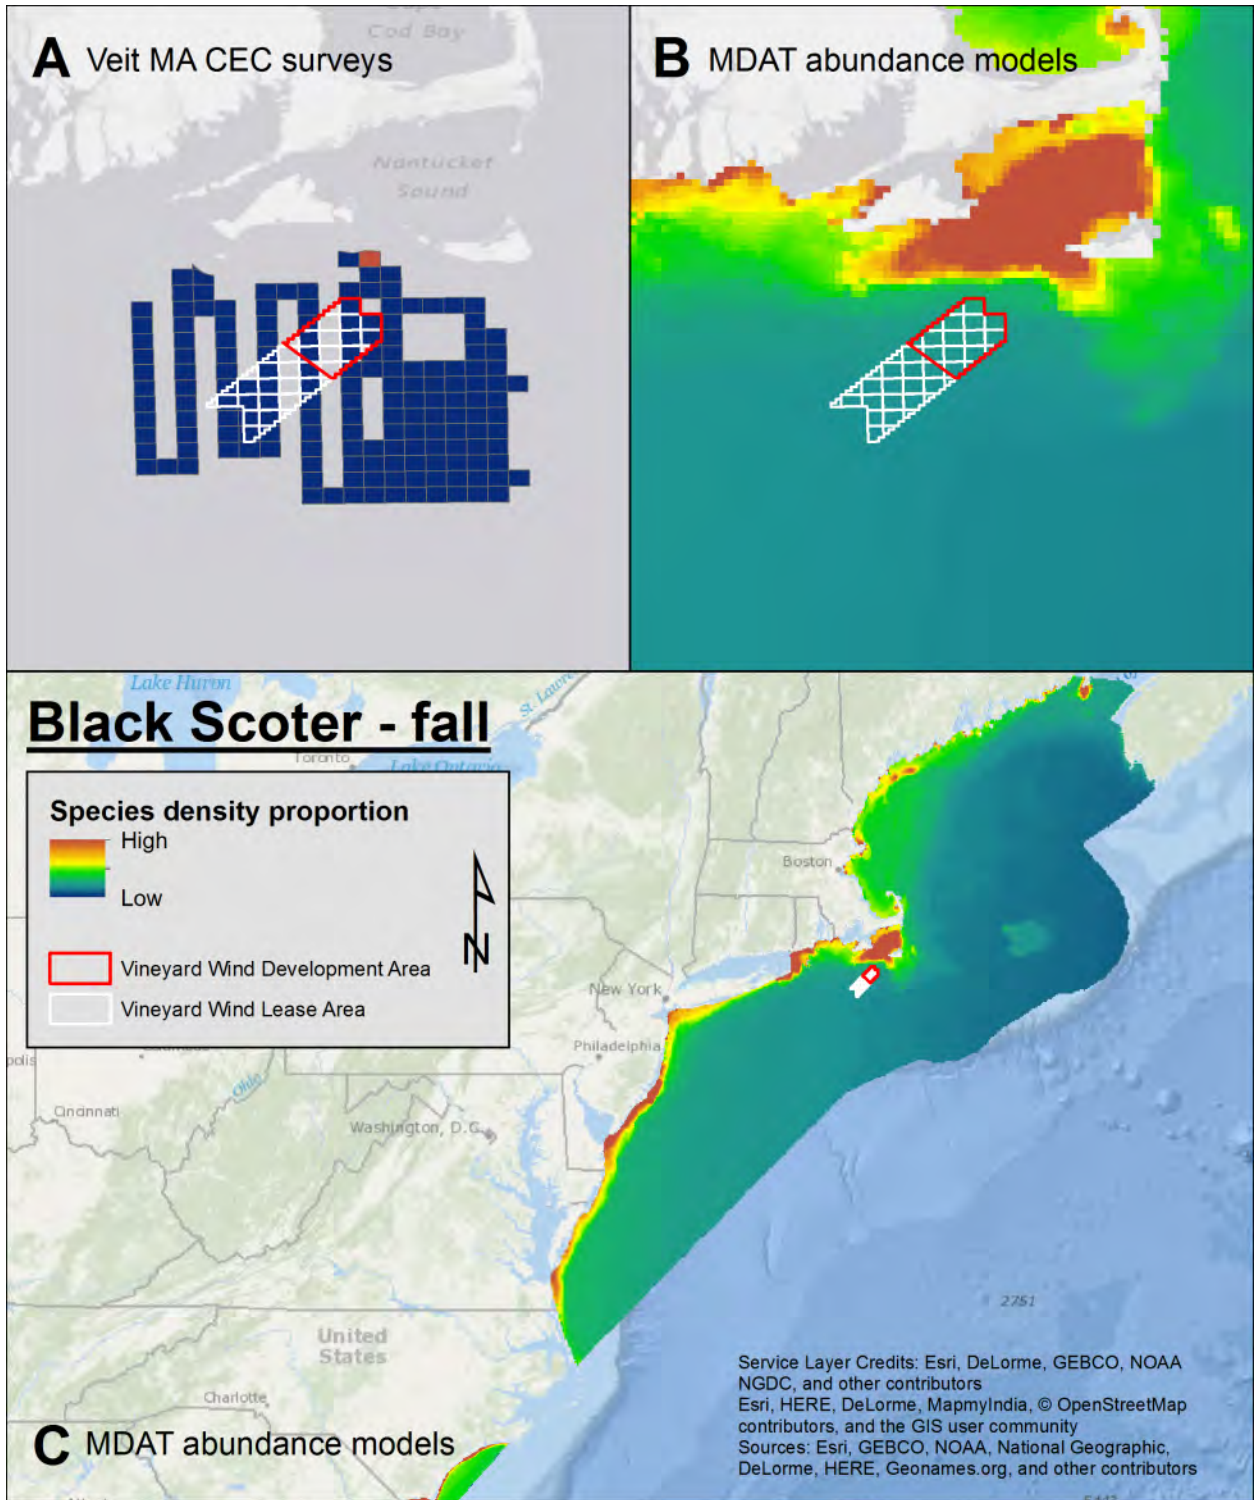 A Veit MA CEC surveys
Cod Bay
Nantucket
Sound
B MDAT abundance models
Lake Huron
St. Lawre
Black Scoter - fall
Toronto
Lake Ontario
Species density proportion
High
Low
N
Vineyard Wind Development Area
Vineyard Wind Lease Area
Boston
New York
Philadelphia
polis
Ohio
Cincinnati
Washington, D.C.
2751
United
States
Charlotte
C MDAT abundance models
Service Layer Credits: Esri, DeLorme, GEBCO, NOAA
NGDC, and other contributors
Esri, HERE, DeLorme, MapmyIndia, © OpenStreetMap
contributors, and the GIS user community
Sources: Esri, GEBCO, NOAA, National Geographic,
DeLorme, HERE, Geonames.org, and other contributors